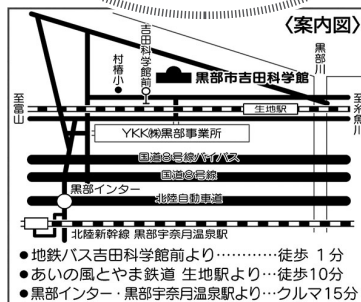 〈案内図〉
吉田科学館前
村椿小
黒部川
黒部市吉田科学館
至富山
至糸魚川
生地駅
YKK㈱黒部事業所
国道8号線バイパス
国道8号線
黒部インター
北陸自動車道
北陸新幹線 黒部宇奈月温泉駅
●地鉄バス吉田科学館前より…………徒歩 1分
●あいの風とやま鉄道 生地駅より…徒歩10分
●黒部インター・黒部宇奈月温泉駅より…クルマ15分